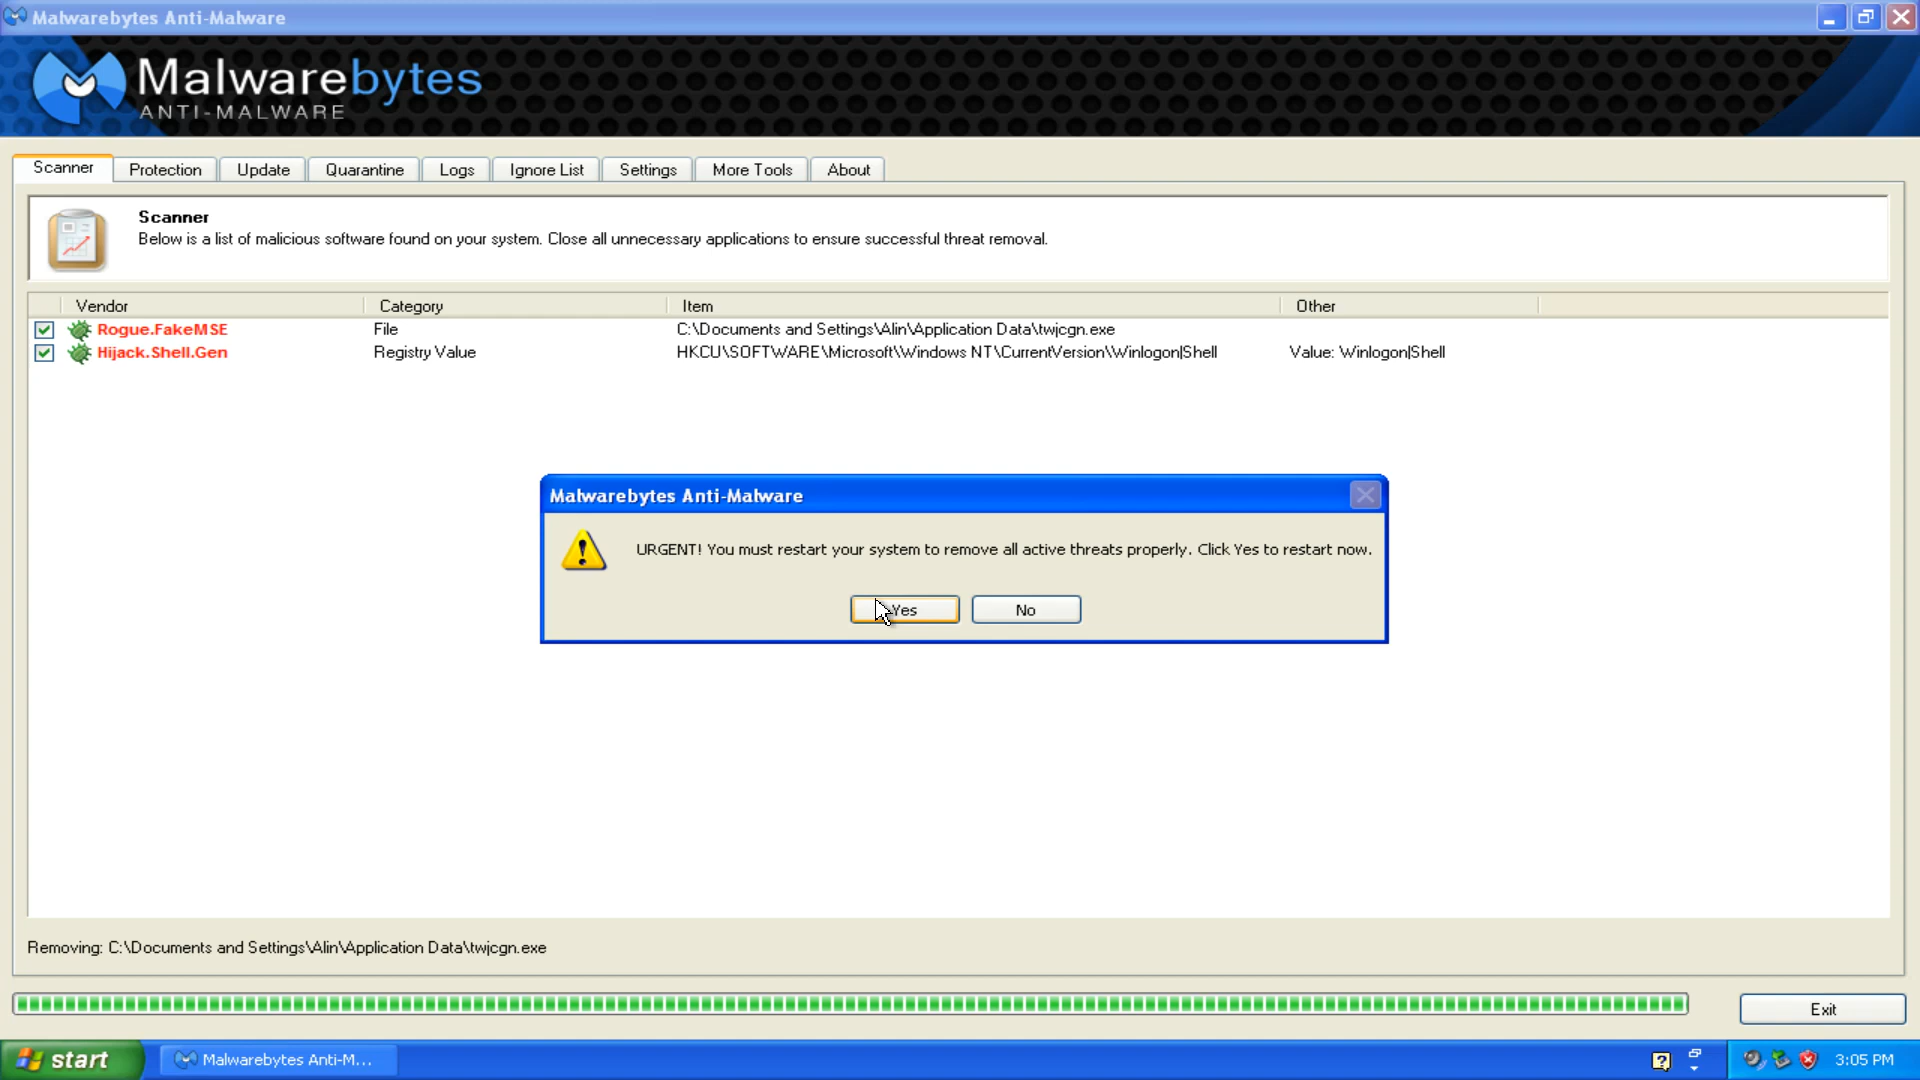 Malwarebytes Anti-Malware
Malwarebytes
ANTI-MALWARE
Scanner Protection Update Quarantine Logs Ignore List Settings More Tools About
Scanner
Below is a list of malicious software found on your system. Close all unnecessary applications to ensure successful threat removal.
Vendor Category Item Other
Rogue.FakeMSE File C:\Documents and Settings\Alin\Application Data\twjcgn.exe
Hijack.Shell.Gen Registry Value HKCU\SOFTWARE\Microsoft\Windows NT\CurrentVersion\Winlogon|Shell Value: Winlogon|Shell
Malwarebytes Anti-Malware
URGENT! You must restart your system to remove all active threats properly. Click Yes to restart now.
Yes No
Removing: C:\Documents and Settings\Alin\Application Data\twjcgn.exe
Exit
start Malwarebytes Anti-M... 3:05 PM